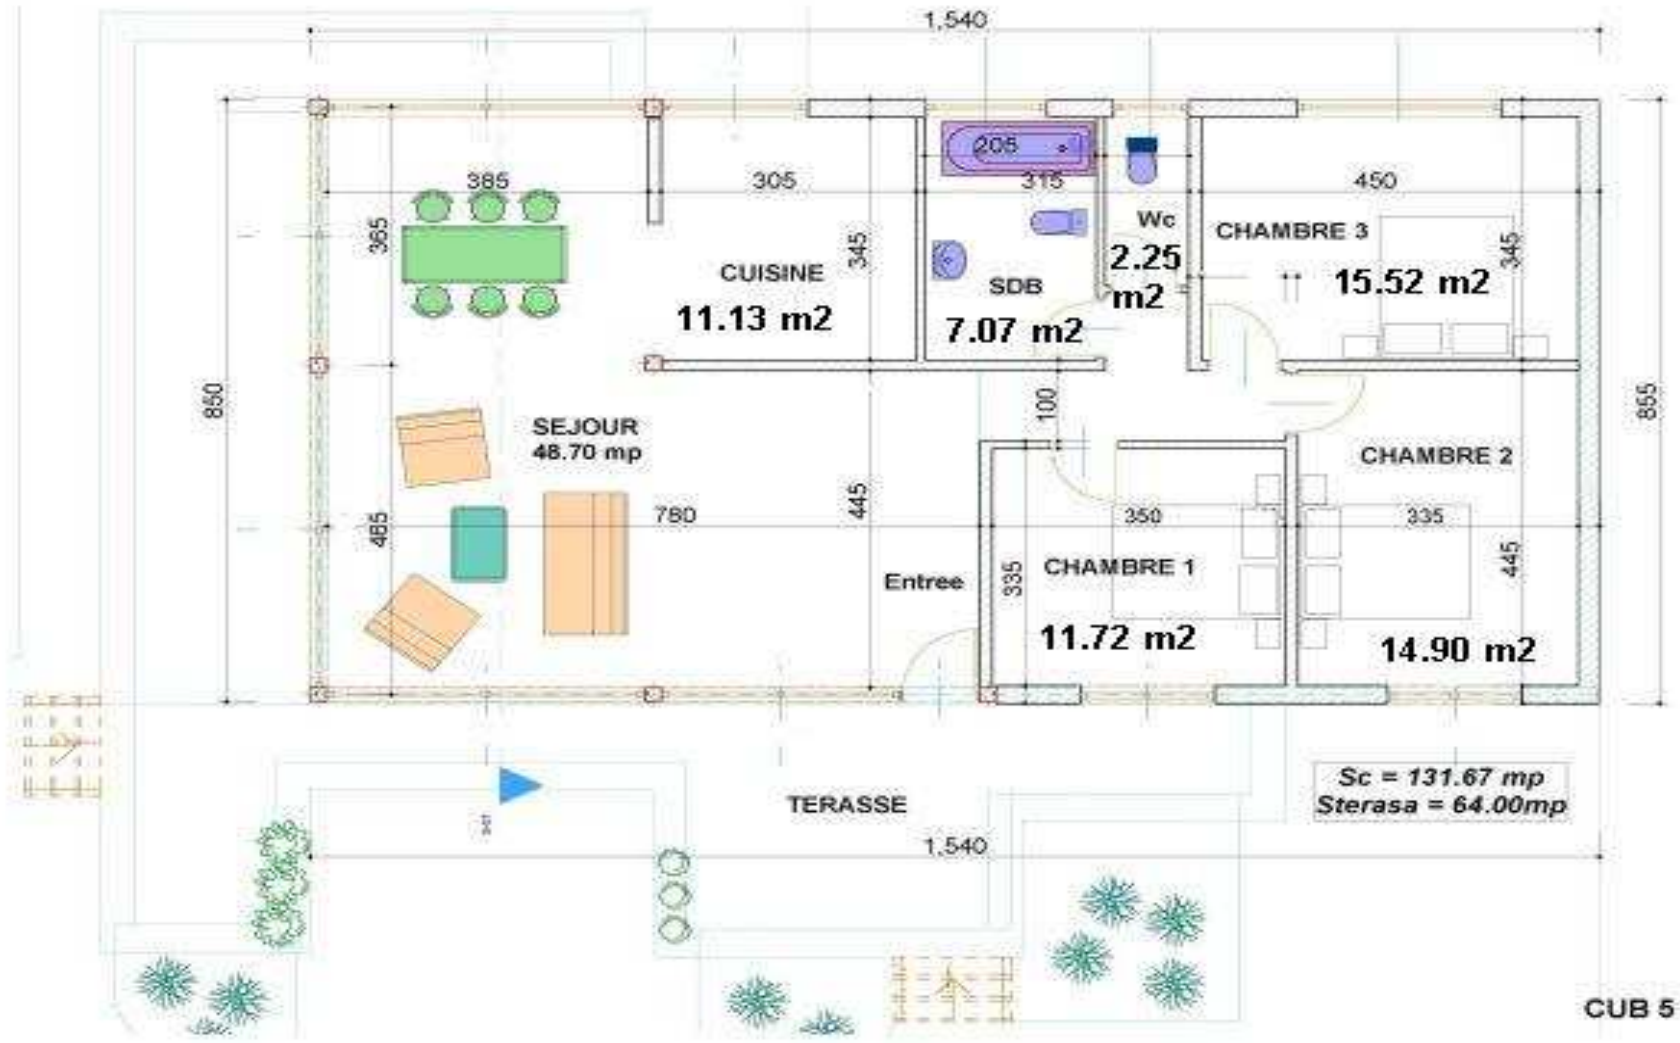 1,540
205
385
305
315
450
Wc
CHAMBRE 3
365
345
345
2.25
m2
CUISINE
SDB
15.52 m2
11.13 m2
7.07 m2
850
100
855
SEJOUR
48.70 mp
CHAMBRE 2
485
780
445
350
335
445
335
Entree
CHAMBRE 1
11.72 m2
14.90 m2
Sc = 131.67 mp
Sterasa = 64.00mp
TERASSE
1,540
CUB 5